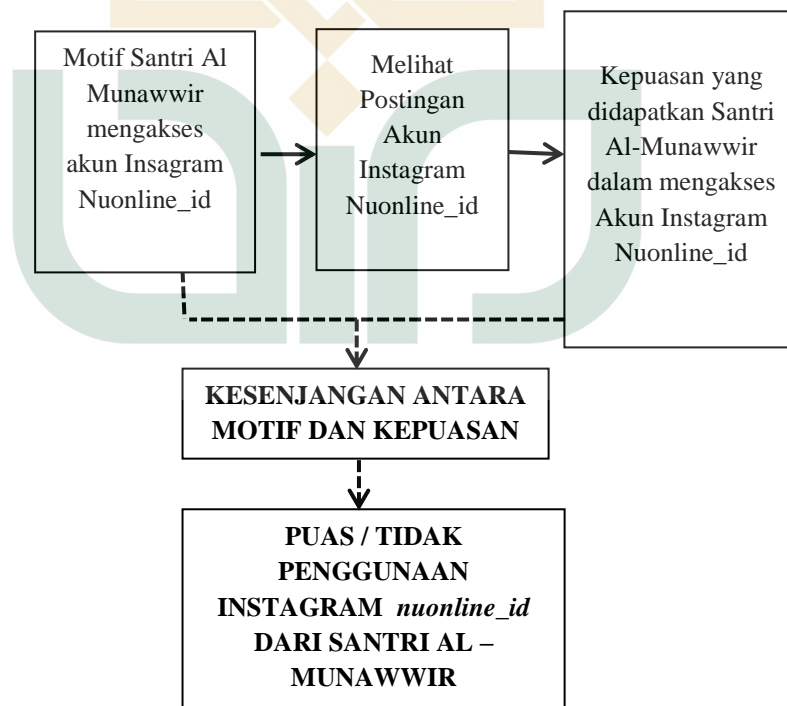 Motif Santri Al
Munawwir
mengakses
akun Insagram
Nuonline_id
Melihat
Postingan
Akun
Instagram
Nuonline_id
Kepuasan yang
didapatkan Santri
Al-Munawwir
dalam mengakses
Akun Instagram
Nuonline_id
KESENJANGAN ANTARA
MOTIF DAN KEPUASAN
PUAS / TIDAK
PENGGUNAAN
INSTAGRAM nuonline_id
DARI SANTRI AL –
MUNAWWIR